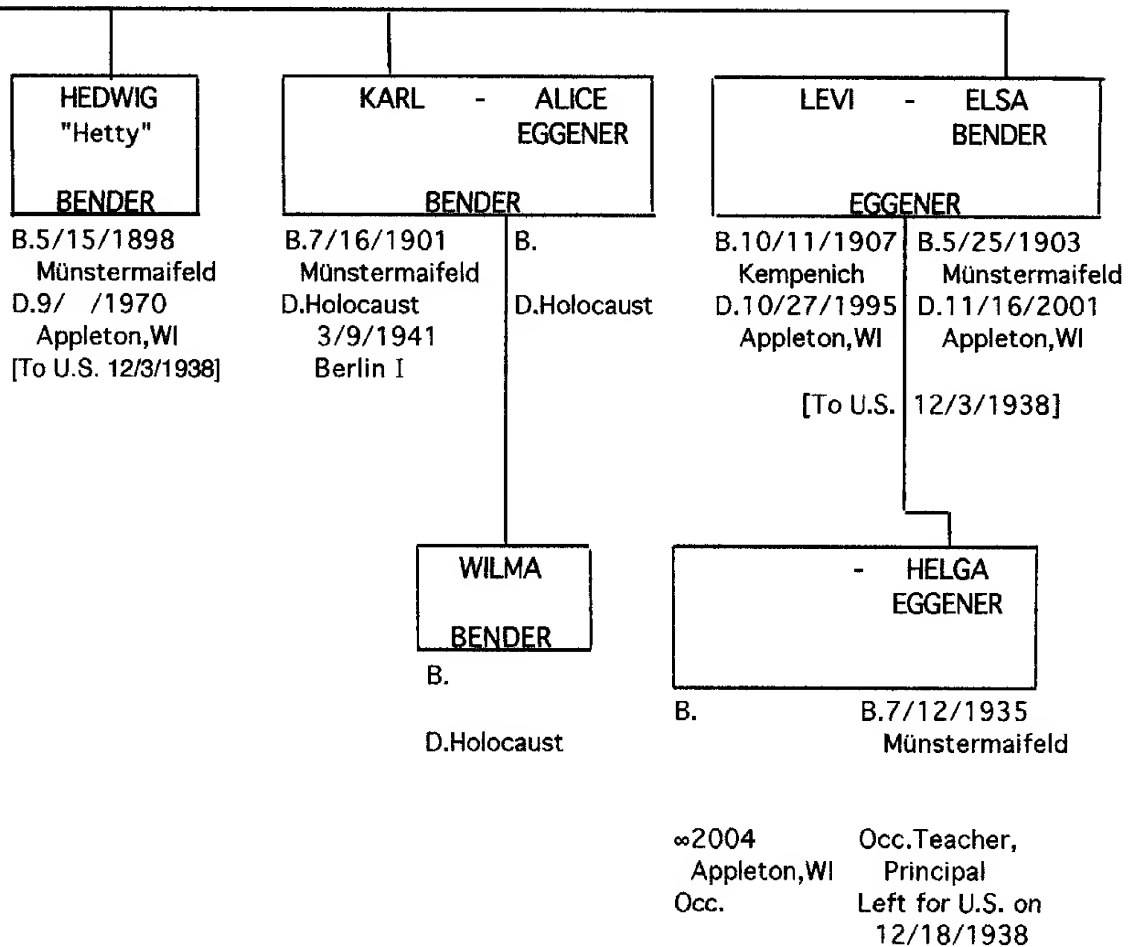 HEDWIG
"Hetty"
BENDER
B.5/15/1898
Münstermaifeld
D.9/ /1970
Appleton,WI
[To U.S. 12/3/1938]
KARL - ALICE
EGGENER
BENDER
B.7/16/1901 B.
Münstermaifeld
D.Holocaust D.Holocaust
3/9/1941
Berlin I
LEVI - ELSA
BENDER
EGGENER
B.10/11/1907 B.5/25/1903
Kempenich Münstermaifeld
D.10/27/1995 D.11/16/2001
Appleton,WI Appleton,WI
[To U.S. 12/3/1938]
WILMA
BENDER
B.
D.Holocaust
- HELGA
EGGENER
B. B.7/12/1935
Münstermaifeld
∞2004 Occ.Teacher,
Appleton,WI Principal
Occ. Left for U.S. on
12/18/1938